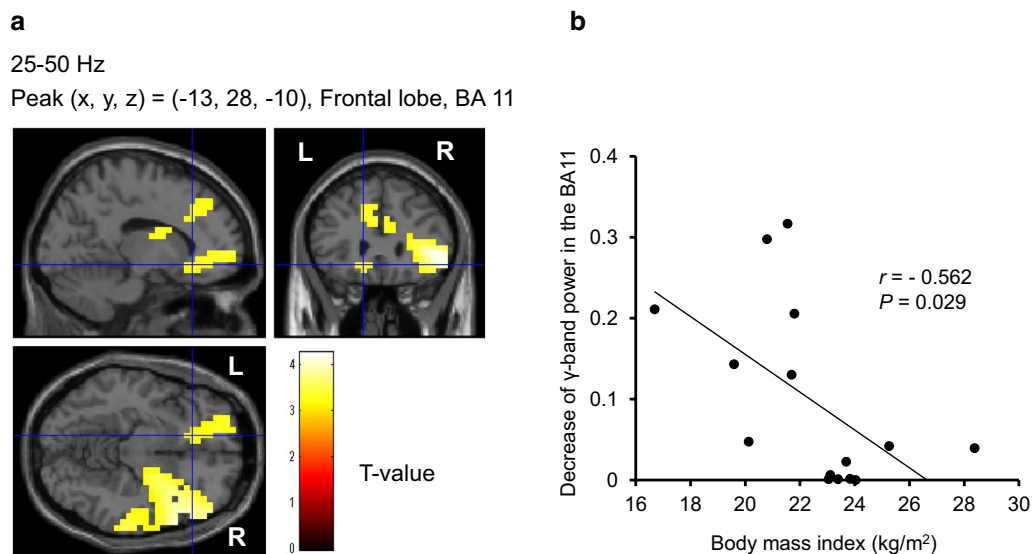 a
25-50 Hz
Peak (x, y, z) = (-13, 28, -10), Frontal lobe, BA 11
L R
L
R
4
3
2
1
0
T-value
b
Decrease of γ-band power in the BA11
0.4
0.3
0.2
0.1
0
r = - 0.562
P = 0.029
16 18 20 22 24 26 28 30
Body mass index (kg/m²)